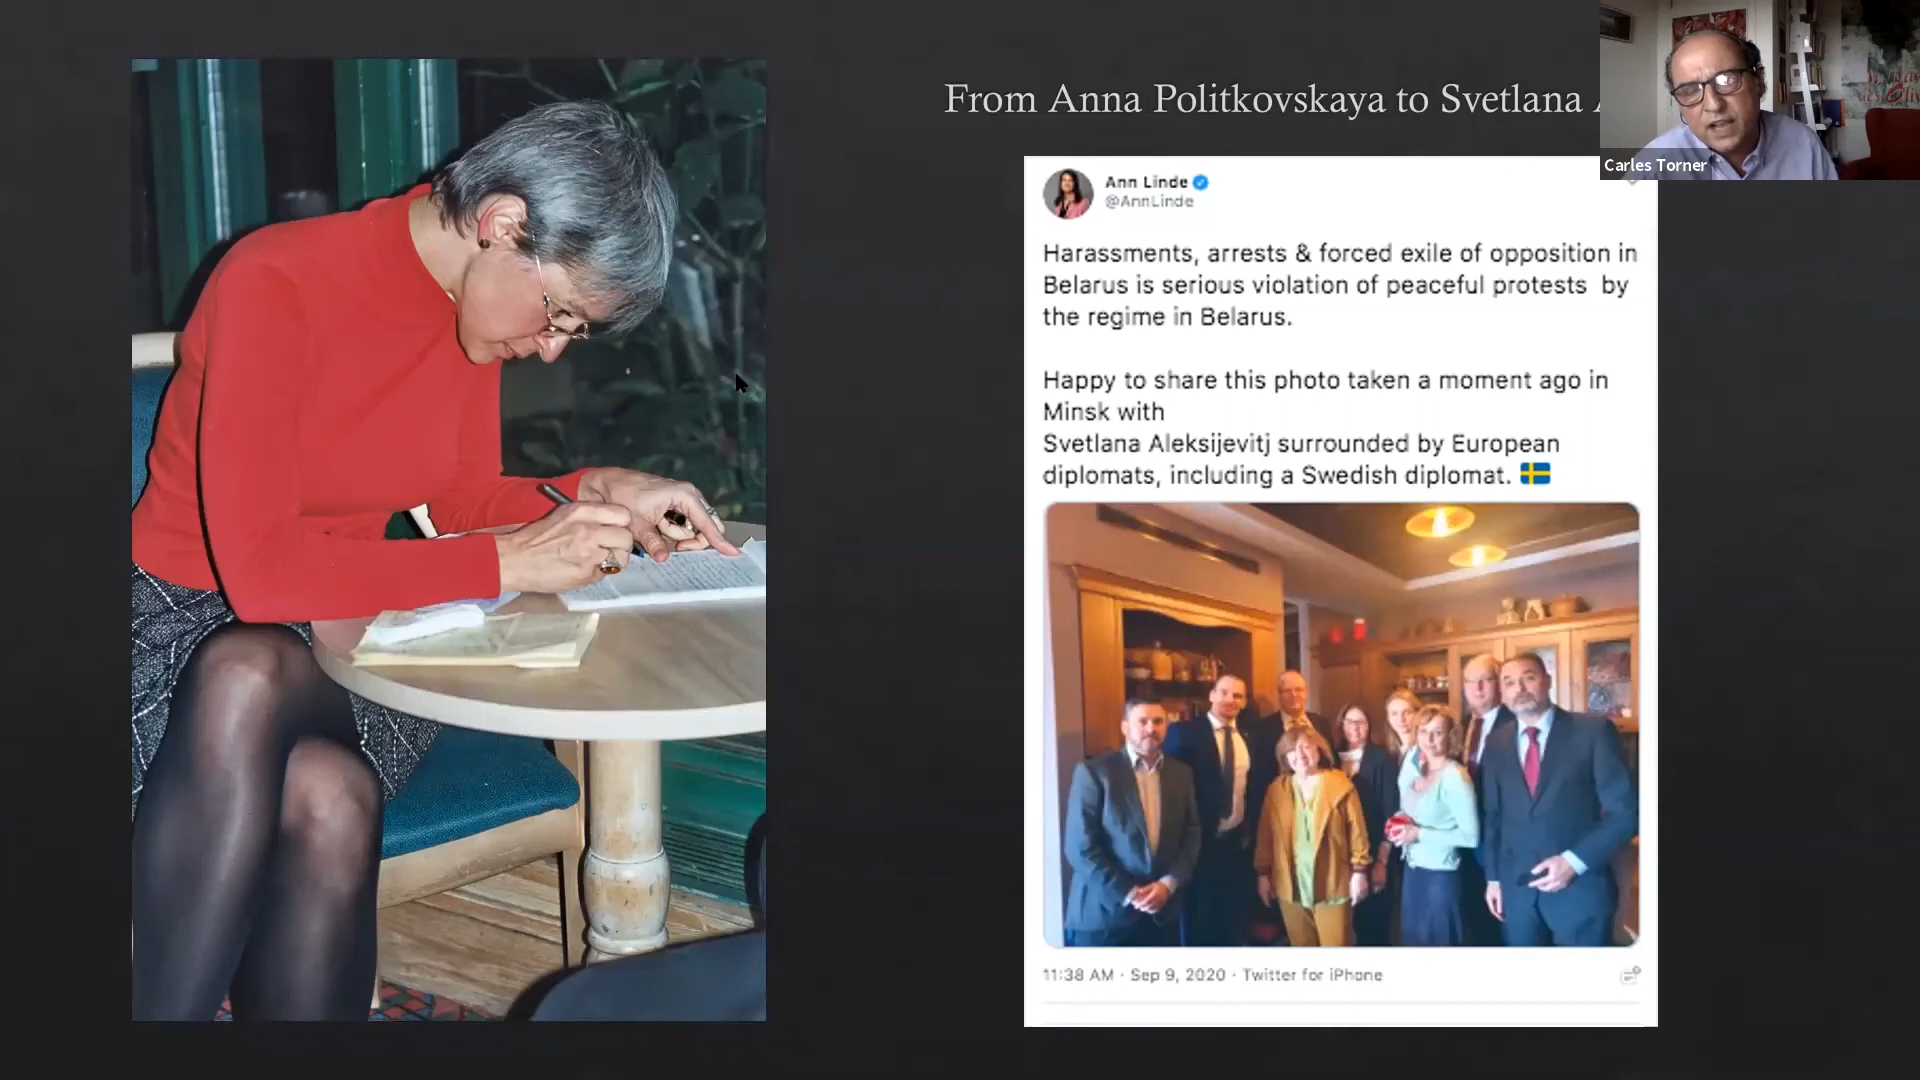 From Anna Politkovskaya to Svetlana
Carles Torner
Ann Linde
@AnnLinde
Harassments, arrests & forced exile of opposition in
Belarus is serious violation of peaceful protests by
the regime in Belarus.
Happy to share this photo taken a moment ago in
Minsk with
Svetlana Aleksijevitj surrounded by European
diplomats, including a Swedish diplomat. 🇸🇪
11:38 AM · Sep 9, 2020 · Twitter for iPhone